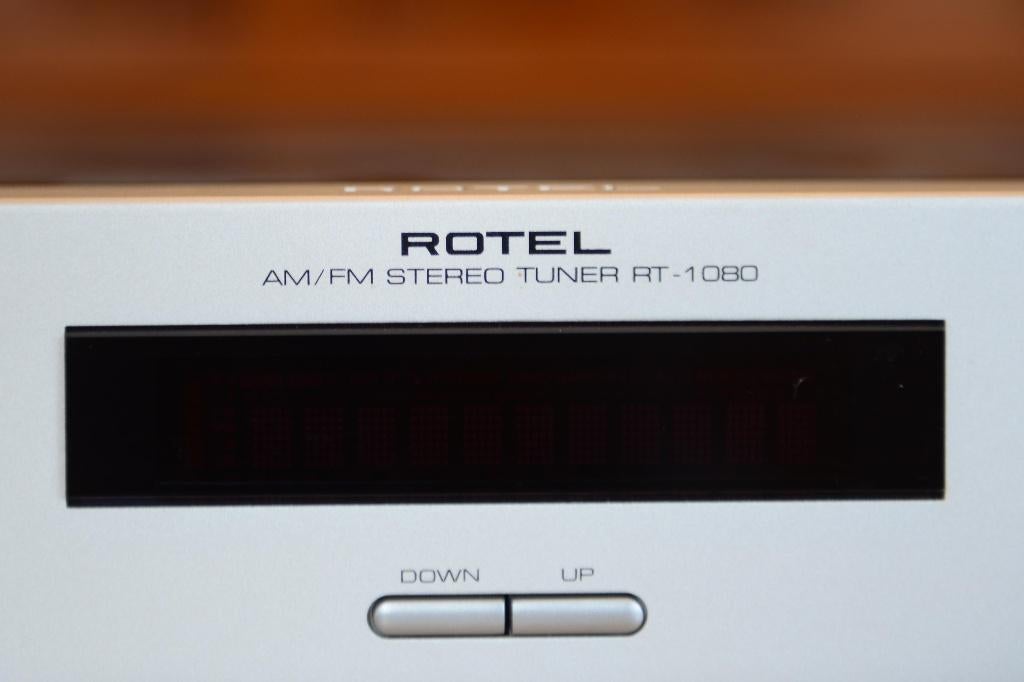 ROTEL
AM/FM STEREO TUNER RT-1080
DOWN UP